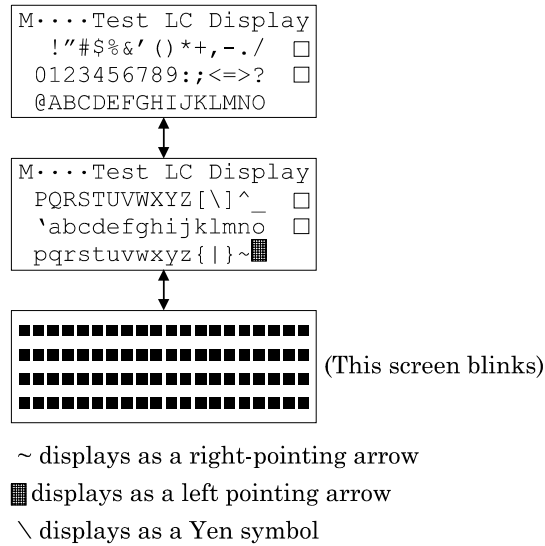 M····Test LC Display
!"#$%&'()*+,-./ □
0123456789:;<=>? □
@ABCDEFGHIJKLMNO
M····Test LC Display
PQRSTUVWXYZ[\]^_ □
‘abcdefghijklmno □
pqrstuvwxyz{|}~▓
■■■■■■■■■■■■■■■■■■■■
■■■■■■■■■■■■■■■■■■■■
■■■■■■■■■■■■■■■■■■■■
■■■■■■■■■■■■■■■■■■■■
(This screen blinks)
~ displays as a right-pointing arrow
▓ displays as a left pointing arrow
\ displays as a Yen symbol